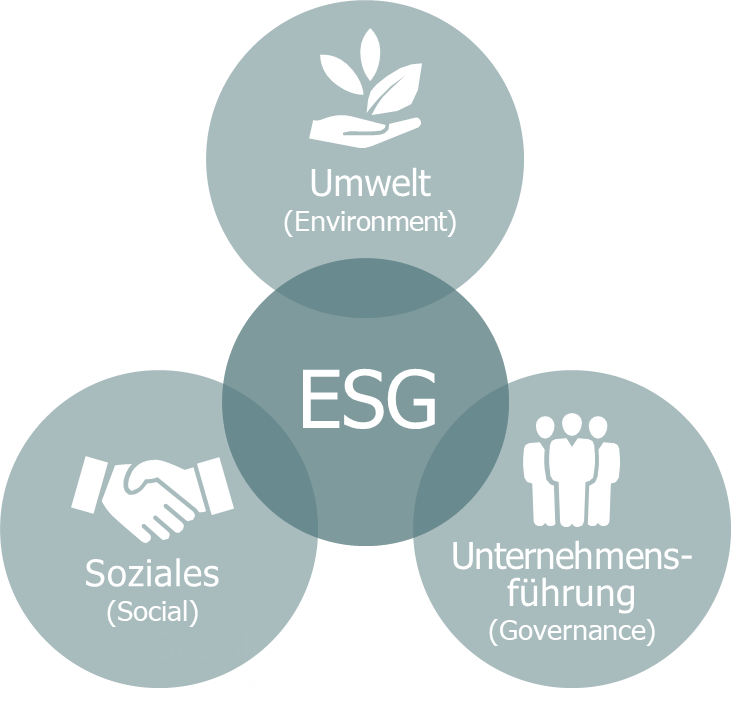 Umwelt
(Environment)
ESG
Soziales
(Social)
Unternehmens-
führung
(Governance)